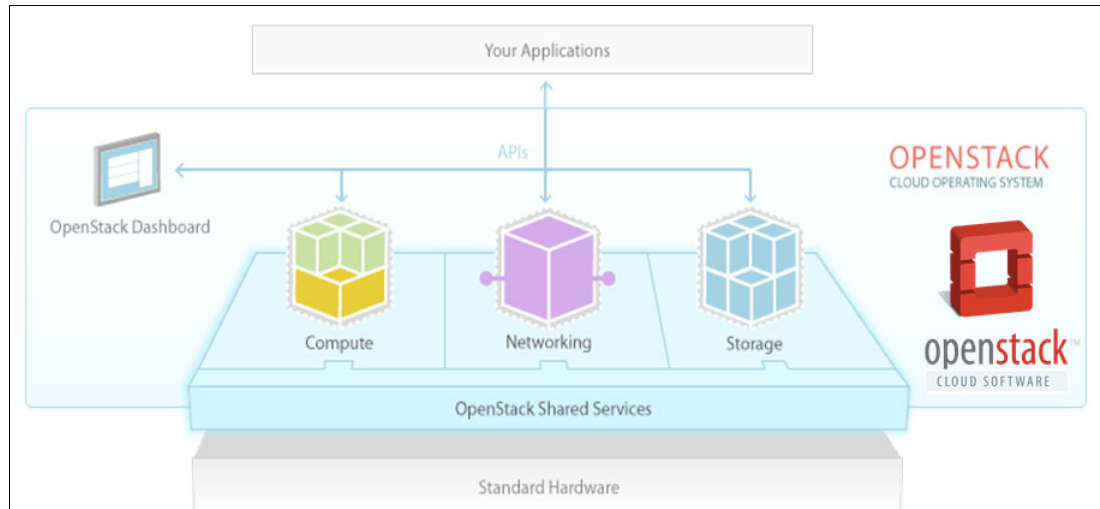 Your Applications
APIs
OPENSTACK
CLOUD OPERATING SYSTEM
OpenStack Dashboard
Compute
Networking
Storage
openstack™
CLOUD SOFTWARE
OpenStack Shared Services
Standard Hardware